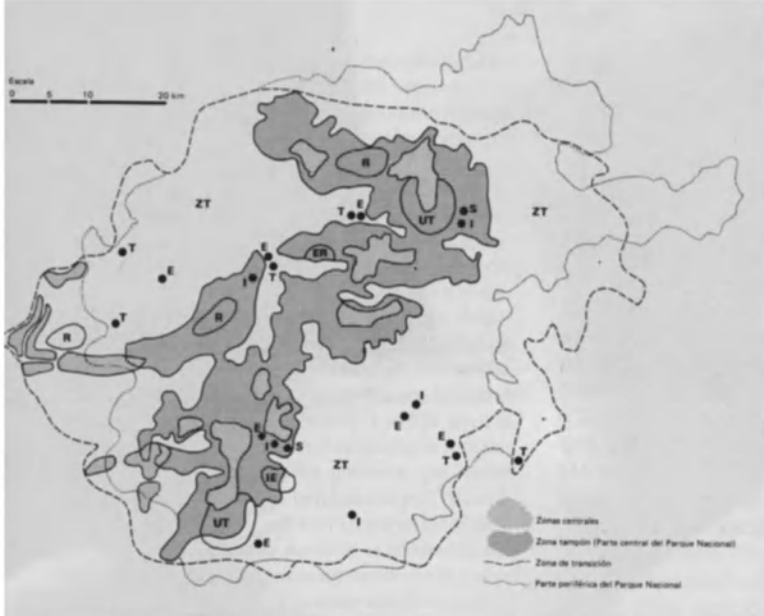 Escala
0 5 10 20 km
R
ZT
UT
S
I
ZT
T E
E
T
I
ER
T
E
T
R
R
I
E
E
I
S
E
T
T
IE
ZT
UT
I
E
Zonas centrales
Zona tampón (Parte central del Parque Nacional)
Zona de transición
Parte periférica del Parque Nacional